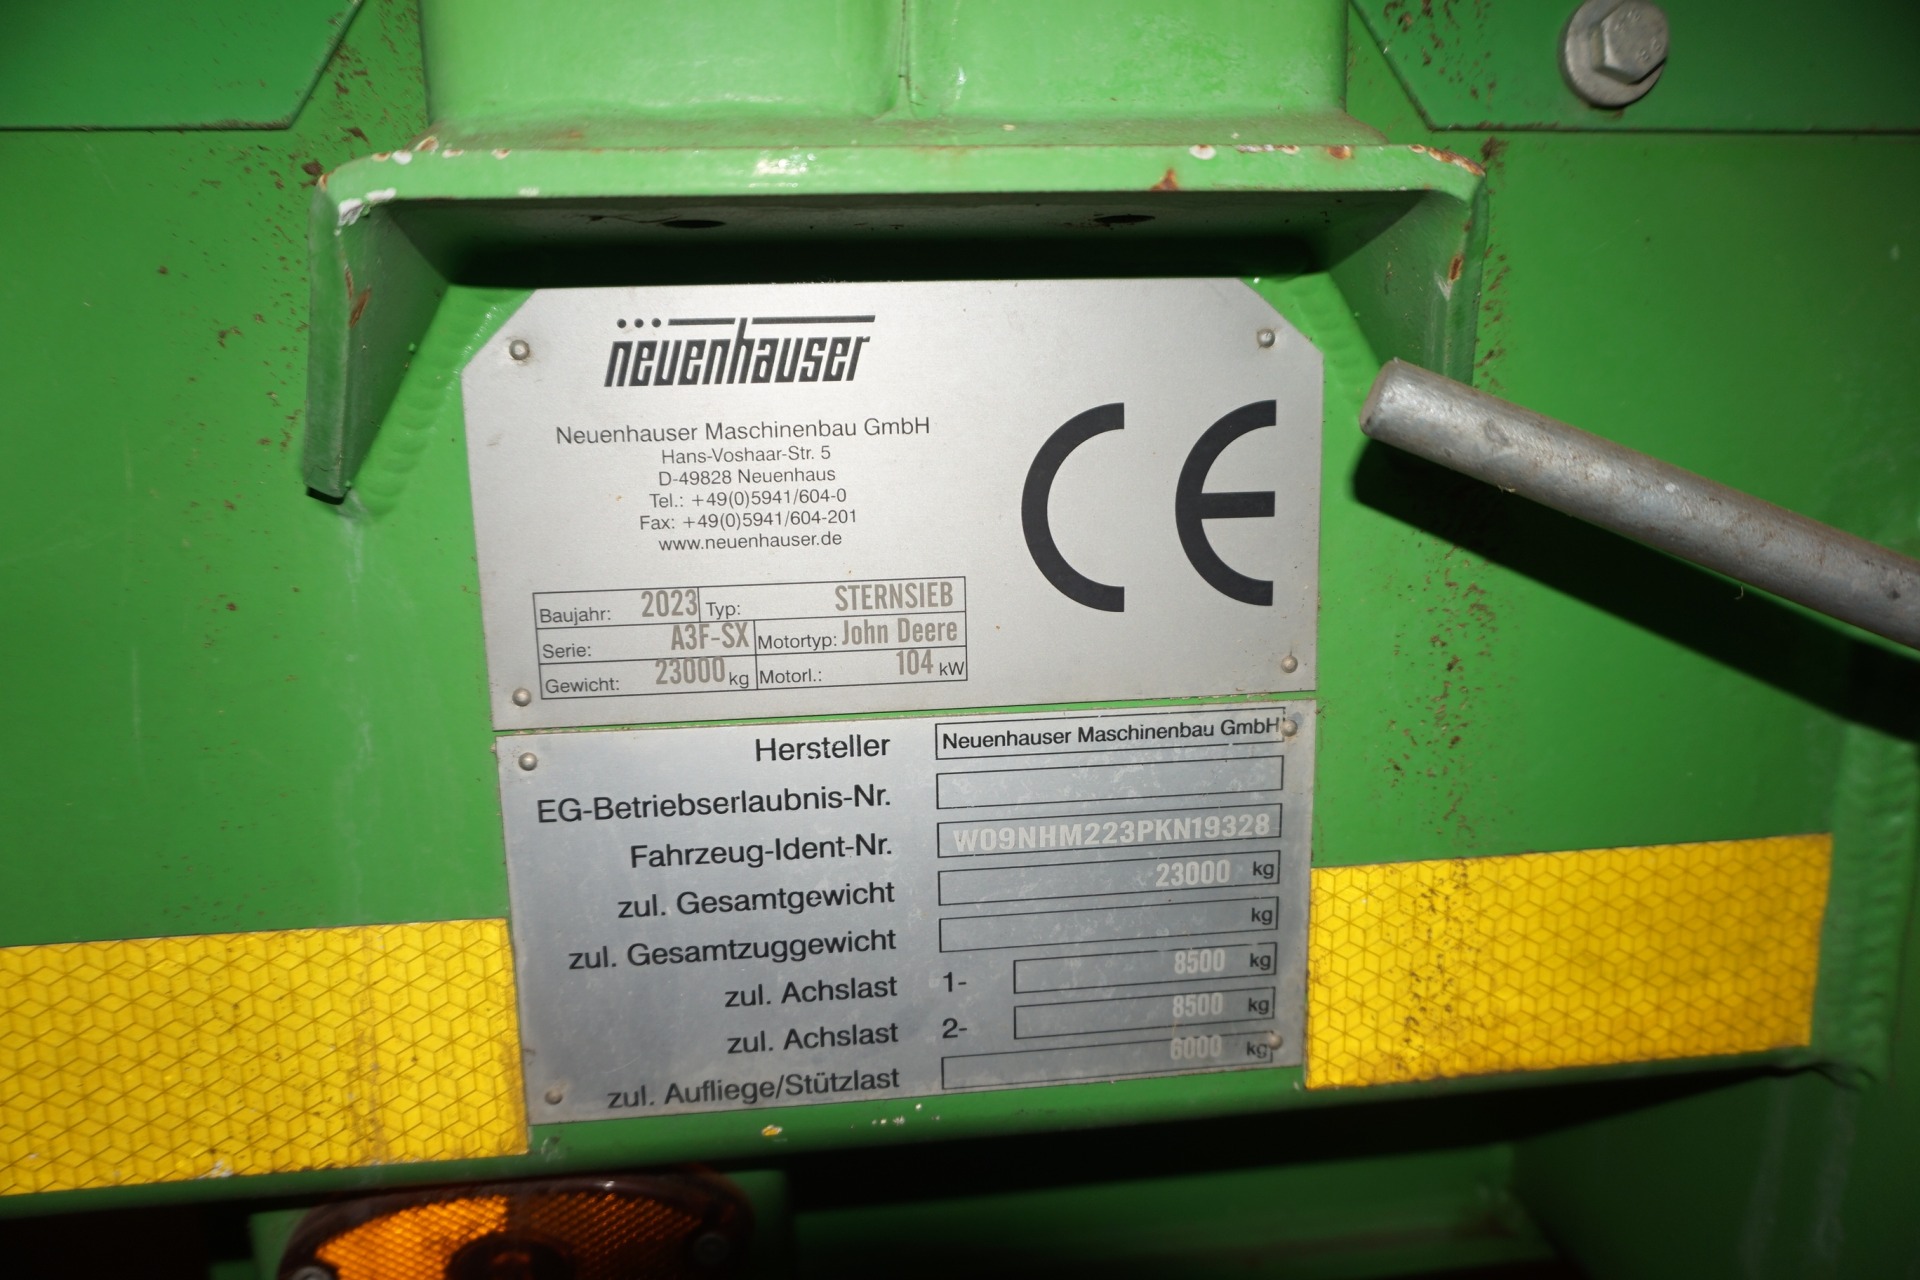 neuenhauser
Neuenhauser Maschinenbau GmbH
Hans-Voshaar-Str. 5
D-49828 Neuenhaus
Tel.: +49(0)5941/604-0
Fax: +49(0)5941/604-201
www.neuenhauser.de
CE
Baujahr: 2023 Typ: STERNSIEB
Serie: A3F-SX Motortyp: John Deere
Gewicht: 23000 kg Motorl.: 104 kW
Hersteller Neuenhauser Maschinenbau GmbH
EG-Betriebserlaubnis-Nr.
Fahrzeug-Ident-Nr. W09NHM223PKN19328
zul. Gesamtgewicht 23000 kg
zul. Gesamtzuggewicht kg
zul. Achslast 1- 8500 kg
zul. Achslast 2- 8500 kg
zul. Aufliege/Stützlast 6000 kg